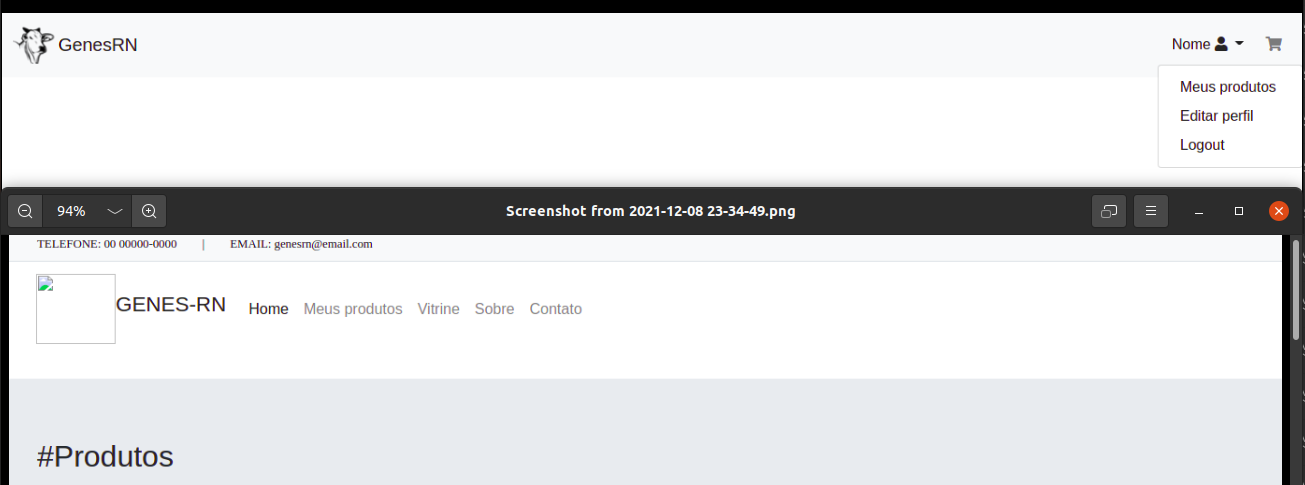 GenesRN Nome
Meus produtos
Editar perfil
Logout
94% Screenshot from 2021-12-08 23-34-49.png
TELEFONE: 00 00000-0000 | EMAIL: genesrn@email.com
GENES-RN Home Meus produtos Vitrine Sobre Contato
#Produtos